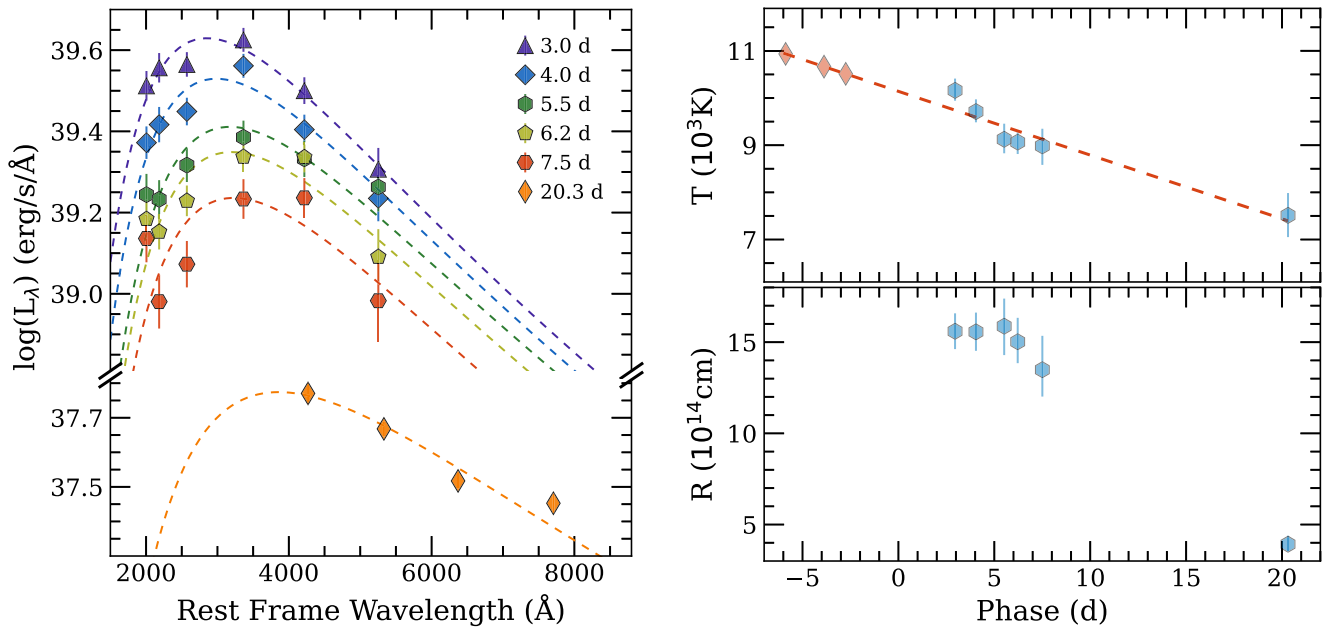 39.6
39.4
39.2
39.0
37.7
37.5
log(L_λ) (erg/s/Å)
3.0 d
4.0 d
5.5 d
6.2 d
7.5 d
20.3 d
2000 4000 6000 8000
Rest Frame Wavelength (Å)
11
9
7
T (10³K)
15
10
5
R (10¹⁴cm)
−5 0 5 10 15 20
Phase (d)